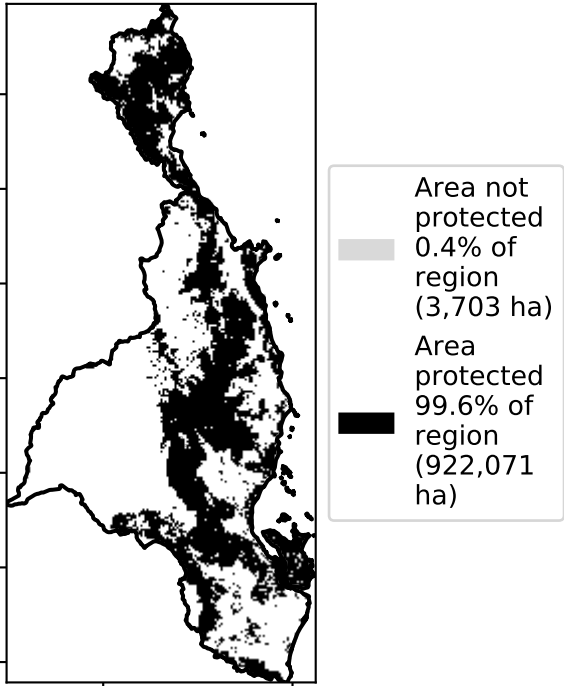 Area not
protected
0.4% of
region
(3,703 ha)
Area
protected
99.6% of
region
(922,071
ha)